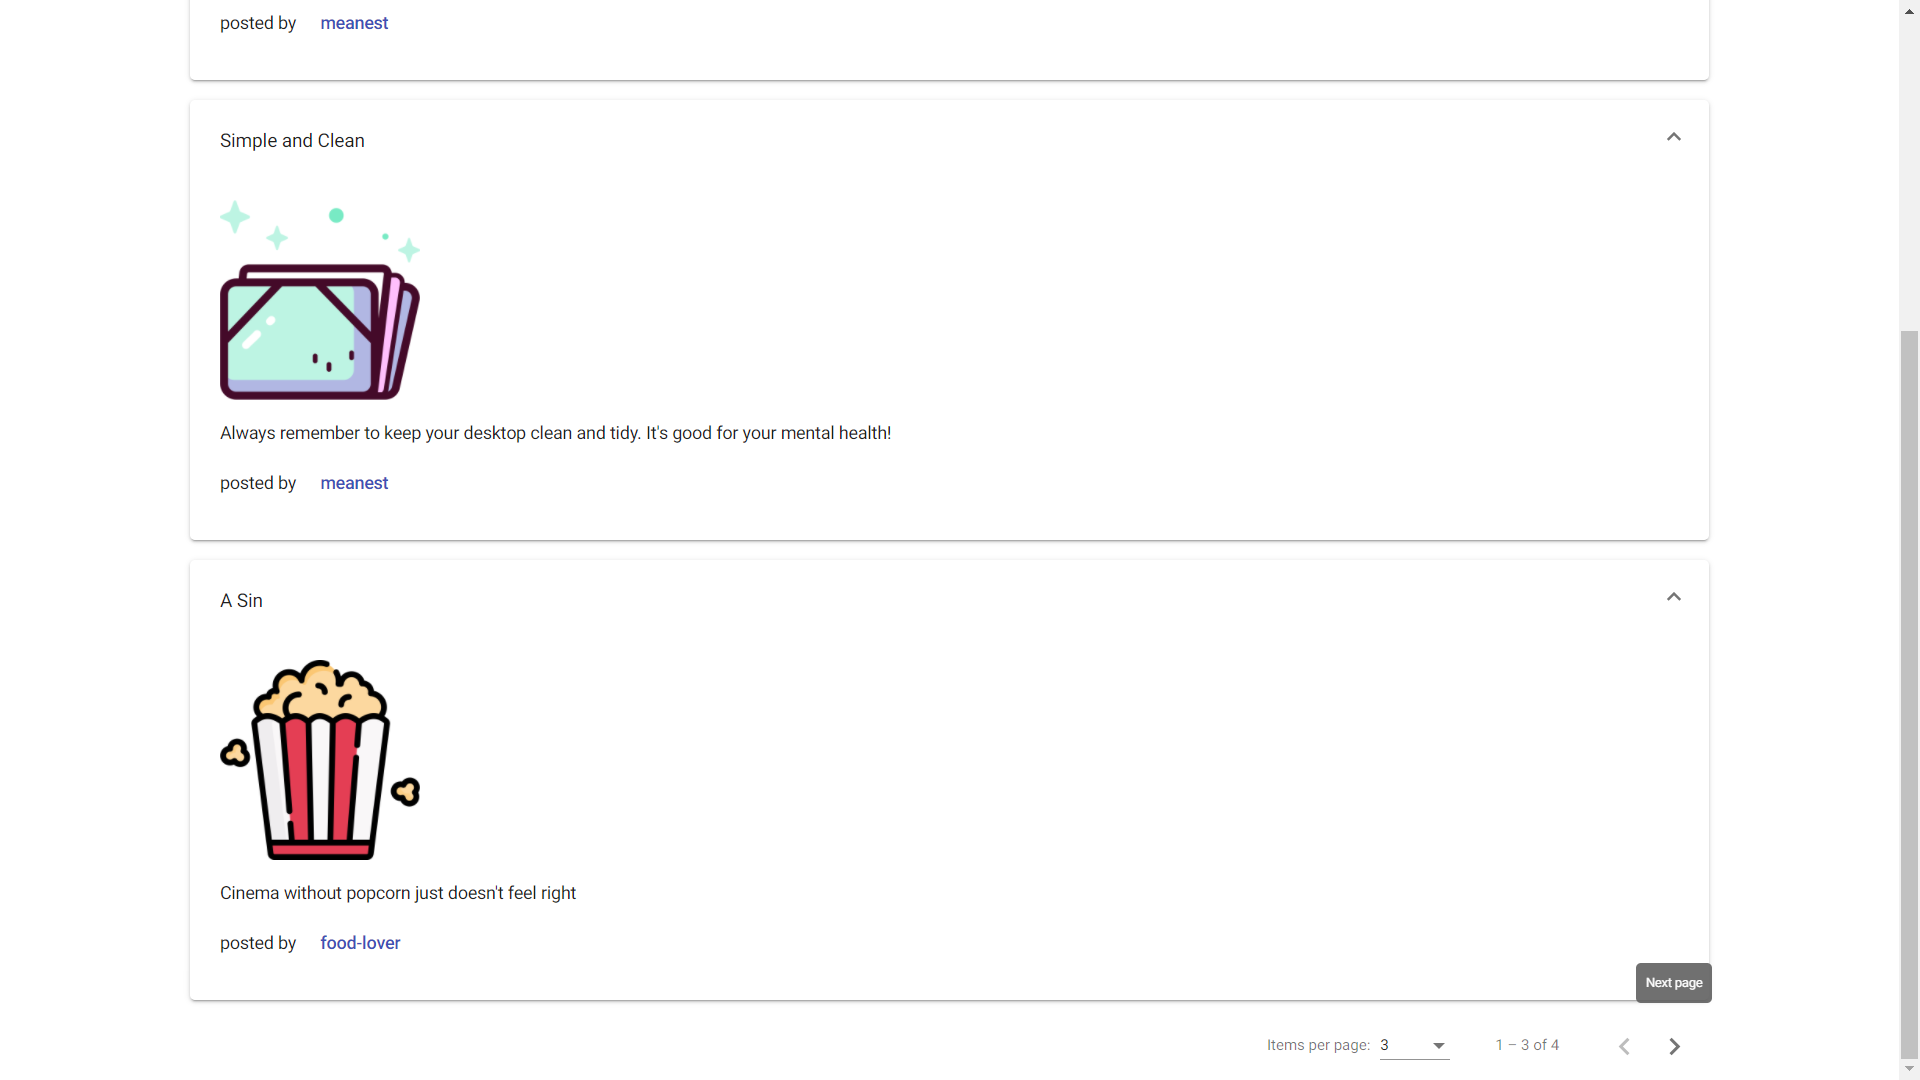 posted by meanest
Simple and Clean
Always remember to keep your desktop clean and tidy. It's good for your mental health!
posted by meanest
A Sin
Cinema without popcorn just doesn't feel right
posted by food-lover
Next page
Items per page: 3 1 – 3 of 4